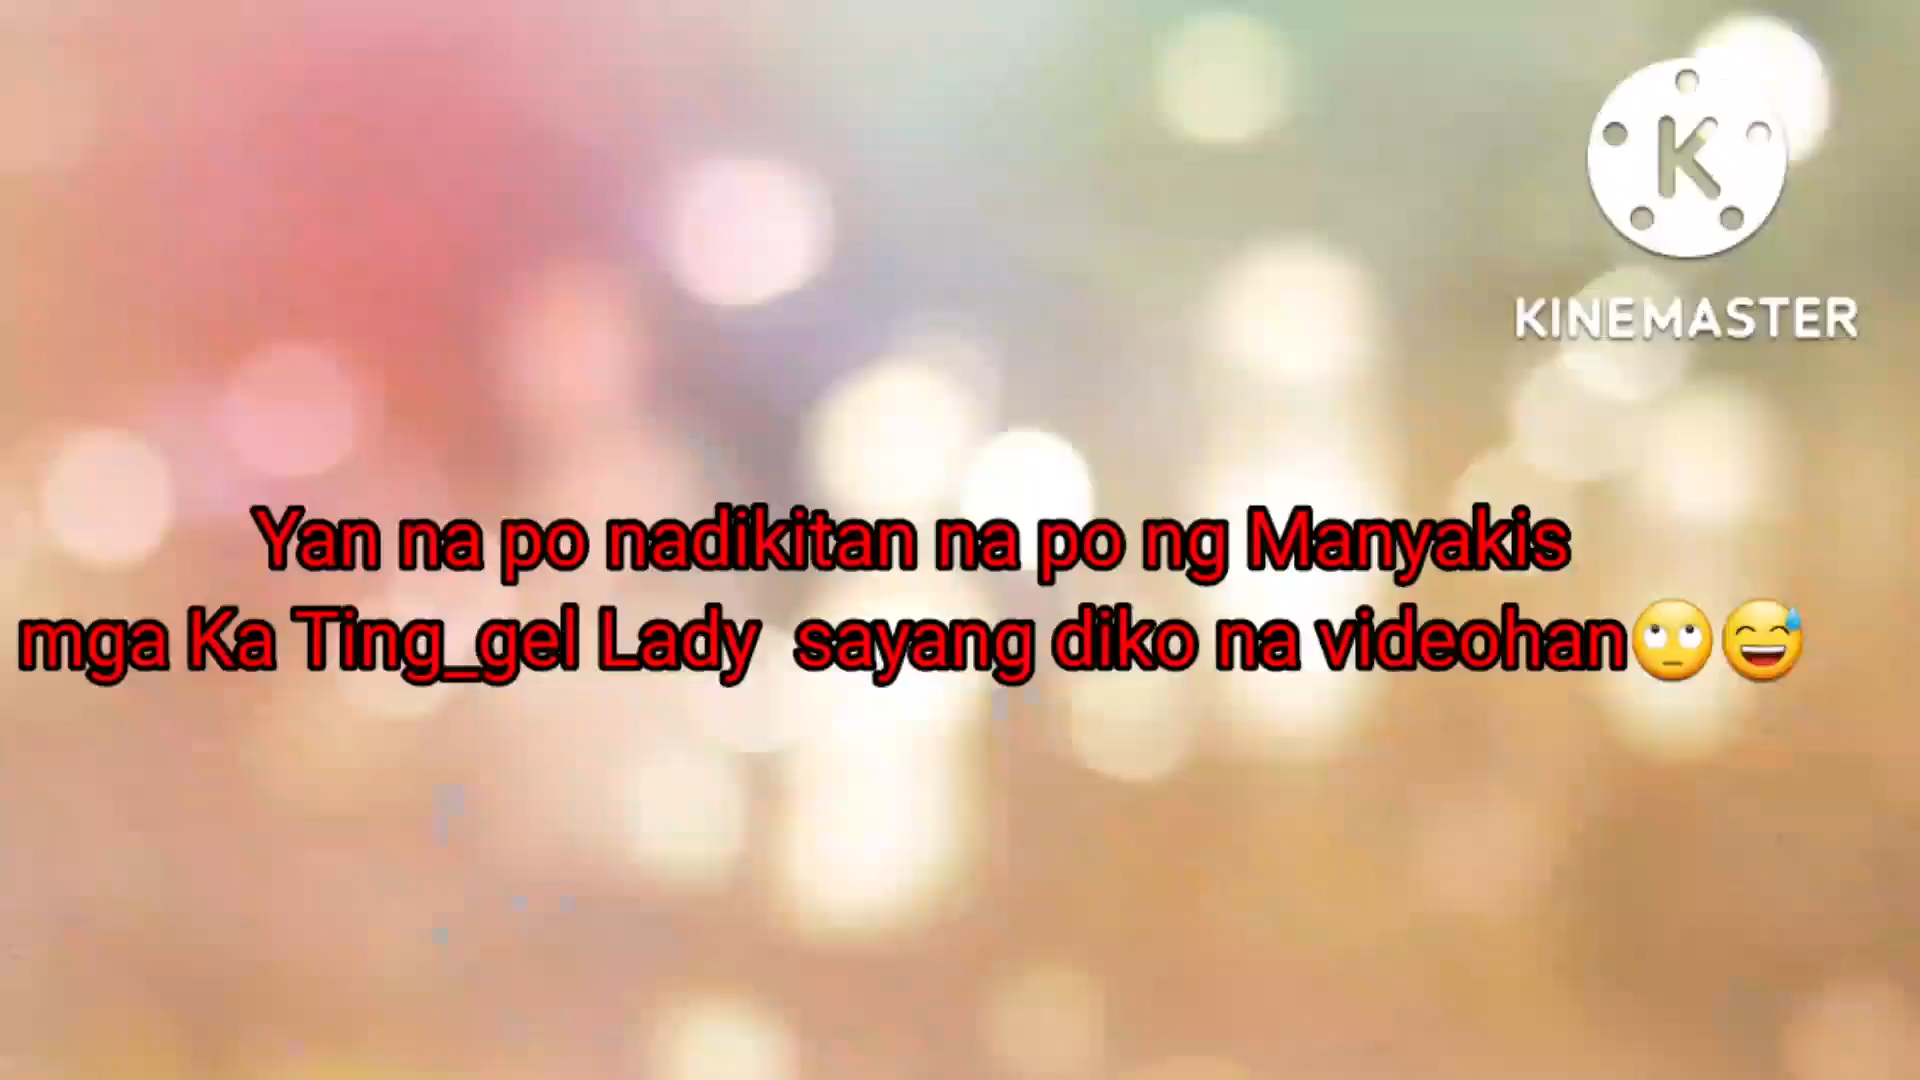 KINEMASTER
Yan na po nadikitan na po ng Manyakis
mga Ka Ting_gel Lady sayang diko na videohan🙄😅